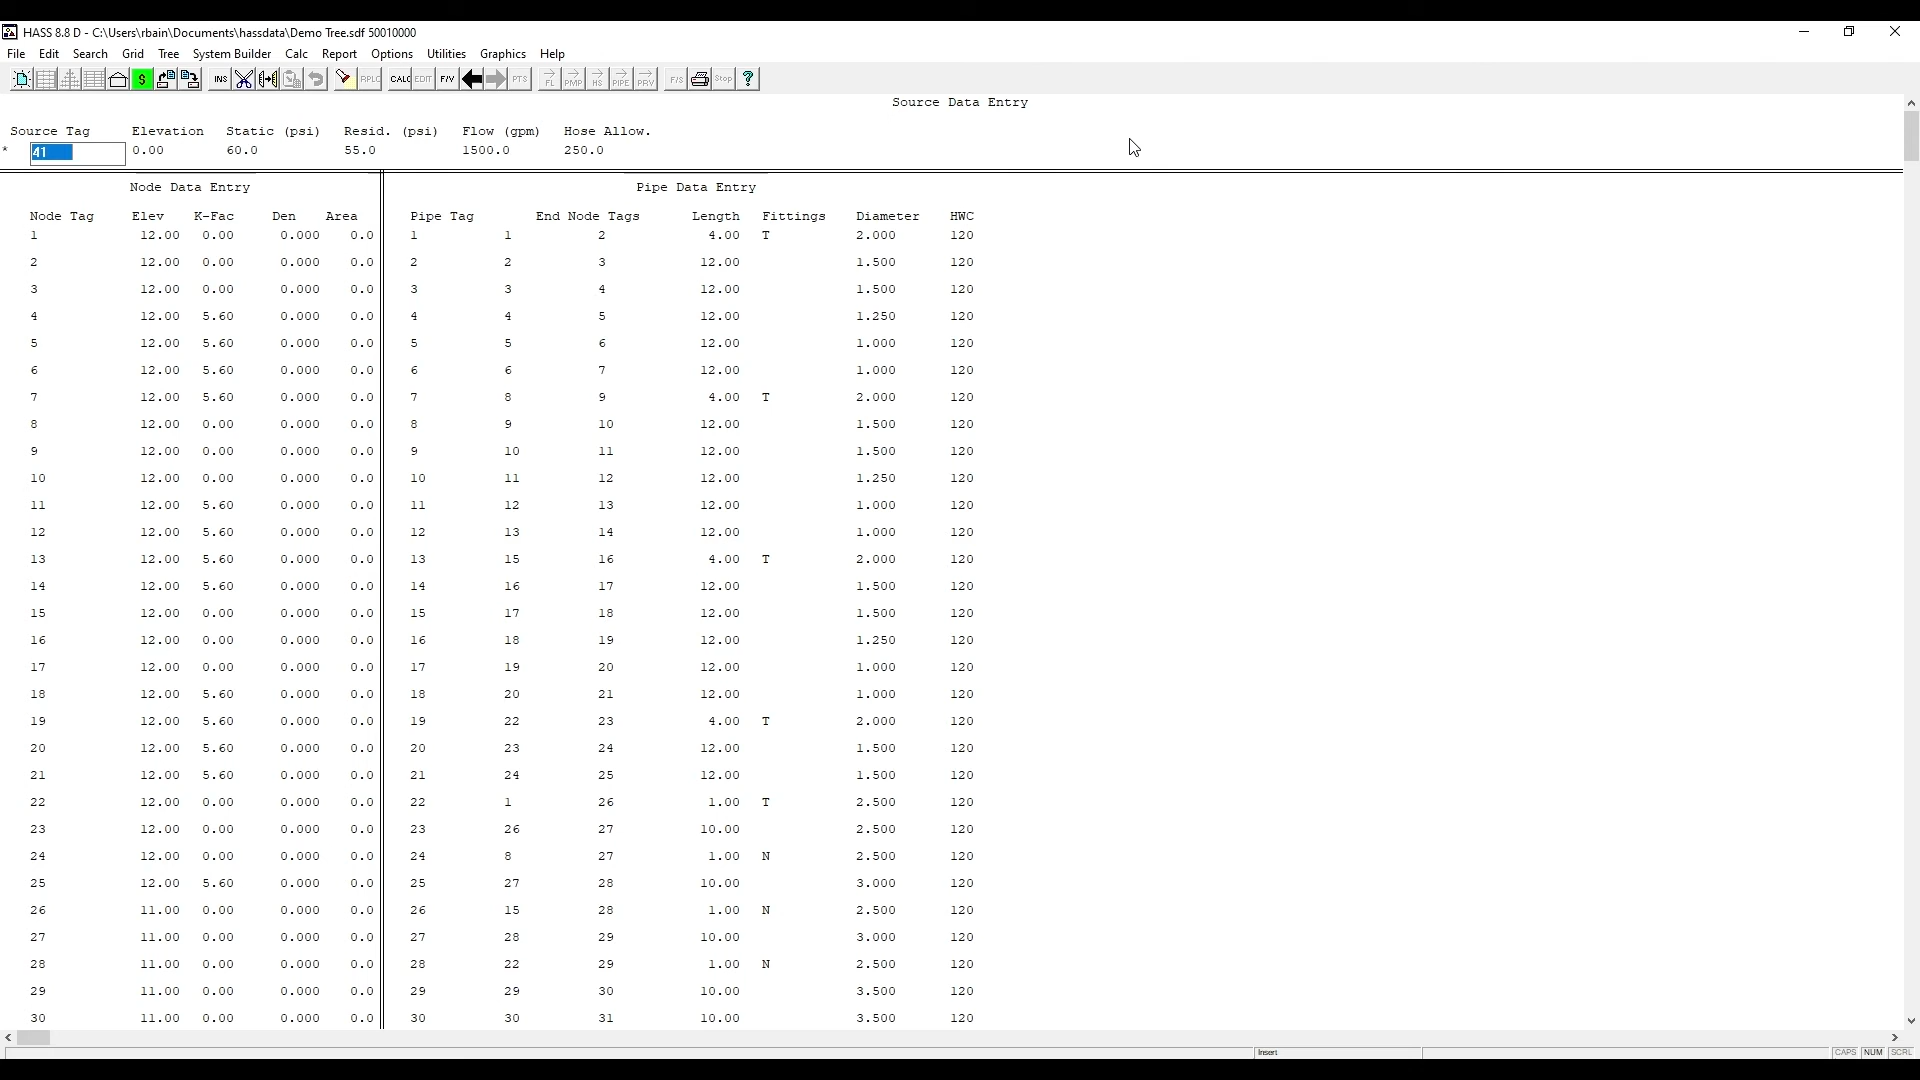 HASS 8.8 D - C:\Users\rbain\Documents\hassdata\Demo Tree.sdf 50010000
File Edit Search Grid Tree System Builder Calc Report Options Utilities Graphics Help
$ INS RPLC CALC EDIT F/V PTS FL PMP HS PIPE PRV F/S Stop ?
Source Data Entry
Source Tag Elevation Static (psi) Resid. (psi) Flow (gpm) Hose Allow.
* 41 0.00 60.0 55.0 1500.0 250.0
Node Data Entry Pipe Data Entry
Node Tag Elev K-Fac Den Area Pipe Tag End Node Tags Length Fittings Diameter HWC
1 12.00 0.00 0.000 0.0 1 1 2 4.00 T 2.000 120
2 12.00 0.00 0.000 0.0 2 2 3 12.00 1.500 120
3 12.00 0.00 0.000 0.0 3 3 4 12.00 1.500 120
4 12.00 5.60 0.000 0.0 4 4 5 12.00 1.250 120
5 12.00 5.60 0.000 0.0 5 5 6 12.00 1.000 120
6 12.00 5.60 0.000 0.0 6 6 7 12.00 1.000 120
7 12.00 5.60 0.000 0.0 7 8 9 4.00 T 2.000 120
8 12.00 0.00 0.000 0.0 8 9 10 12.00 1.500 120
9 12.00 0.00 0.000 0.0 9 10 11 12.00 1.500 120
10 12.00 0.00 0.000 0.0 10 11 12 12.00 1.250 120
11 12.00 5.60 0.000 0.0 11 12 13 12.00 1.000 120
12 12.00 5.60 0.000 0.0 12 13 14 12.00 1.000 120
13 12.00 5.60 0.000 0.0 13 15 16 4.00 T 2.000 120
14 12.00 5.60 0.000 0.0 14 16 17 12.00 1.500 120
15 12.00 0.00 0.000 0.0 15 17 18 12.00 1.500 120
16 12.00 0.00 0.000 0.0 16 18 19 12.00 1.250 120
17 12.00 0.00 0.000 0.0 17 19 20 12.00 1.000 120
18 12.00 5.60 0.000 0.0 18 20 21 12.00 1.000 120
19 12.00 5.60 0.000 0.0 19 22 23 4.00 T 2.000 120
20 12.00 5.60 0.000 0.0 20 23 24 12.00 1.500 120
21 12.00 5.60 0.000 0.0 21 24 25 12.00 1.500 120
22 12.00 0.00 0.000 0.0 22 1 26 1.00 T 2.500 120
23 12.00 0.00 0.000 0.0 23 26 27 10.00 2.500 120
24 12.00 0.00 0.000 0.0 24 8 27 1.00 N 2.500 120
25 12.00 5.60 0.000 0.0 25 27 28 10.00 3.000 120
26 11.00 0.00 0.000 0.0 26 15 28 1.00 N 2.500 120
27 11.00 0.00 0.000 0.0 27 28 29 10.00 3.000 120
28 11.00 0.00 0.000 0.0 28 22 29 1.00 N 2.500 120
29 11.00 0.00 0.000 0.0 29 29 30 10.00 3.500 120
30 11.00 0.00 0.000 0.0 30 30 31 10.00 3.500 120
Insert CAPS NUM SCRL